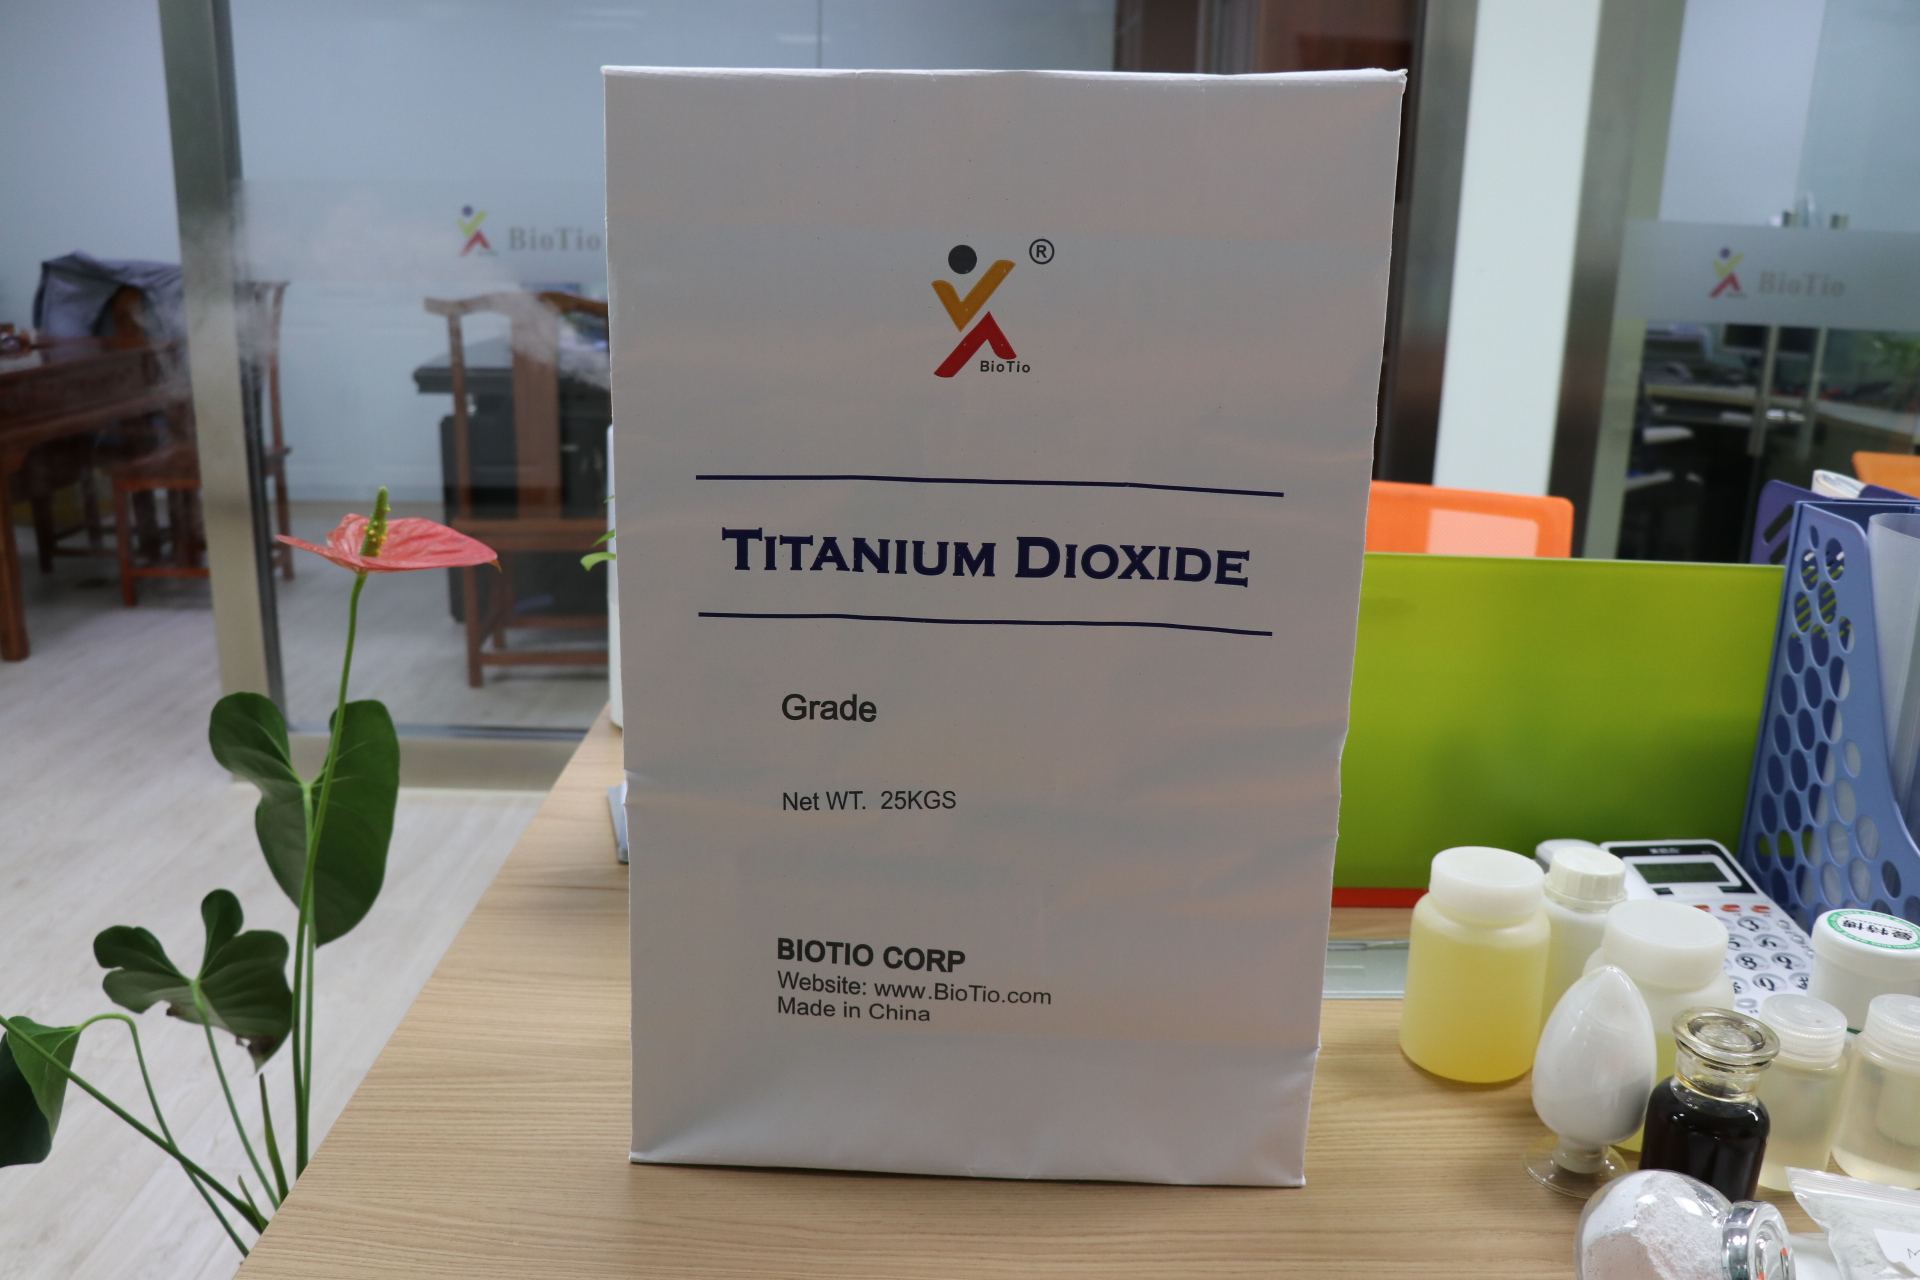 BioTio
BioTio
®
BioTio
TITANIUM DIOXIDE
Grade
Net WT. 25KGS
BIOTIO CORP
Website: www.BioTio.com
Made in China